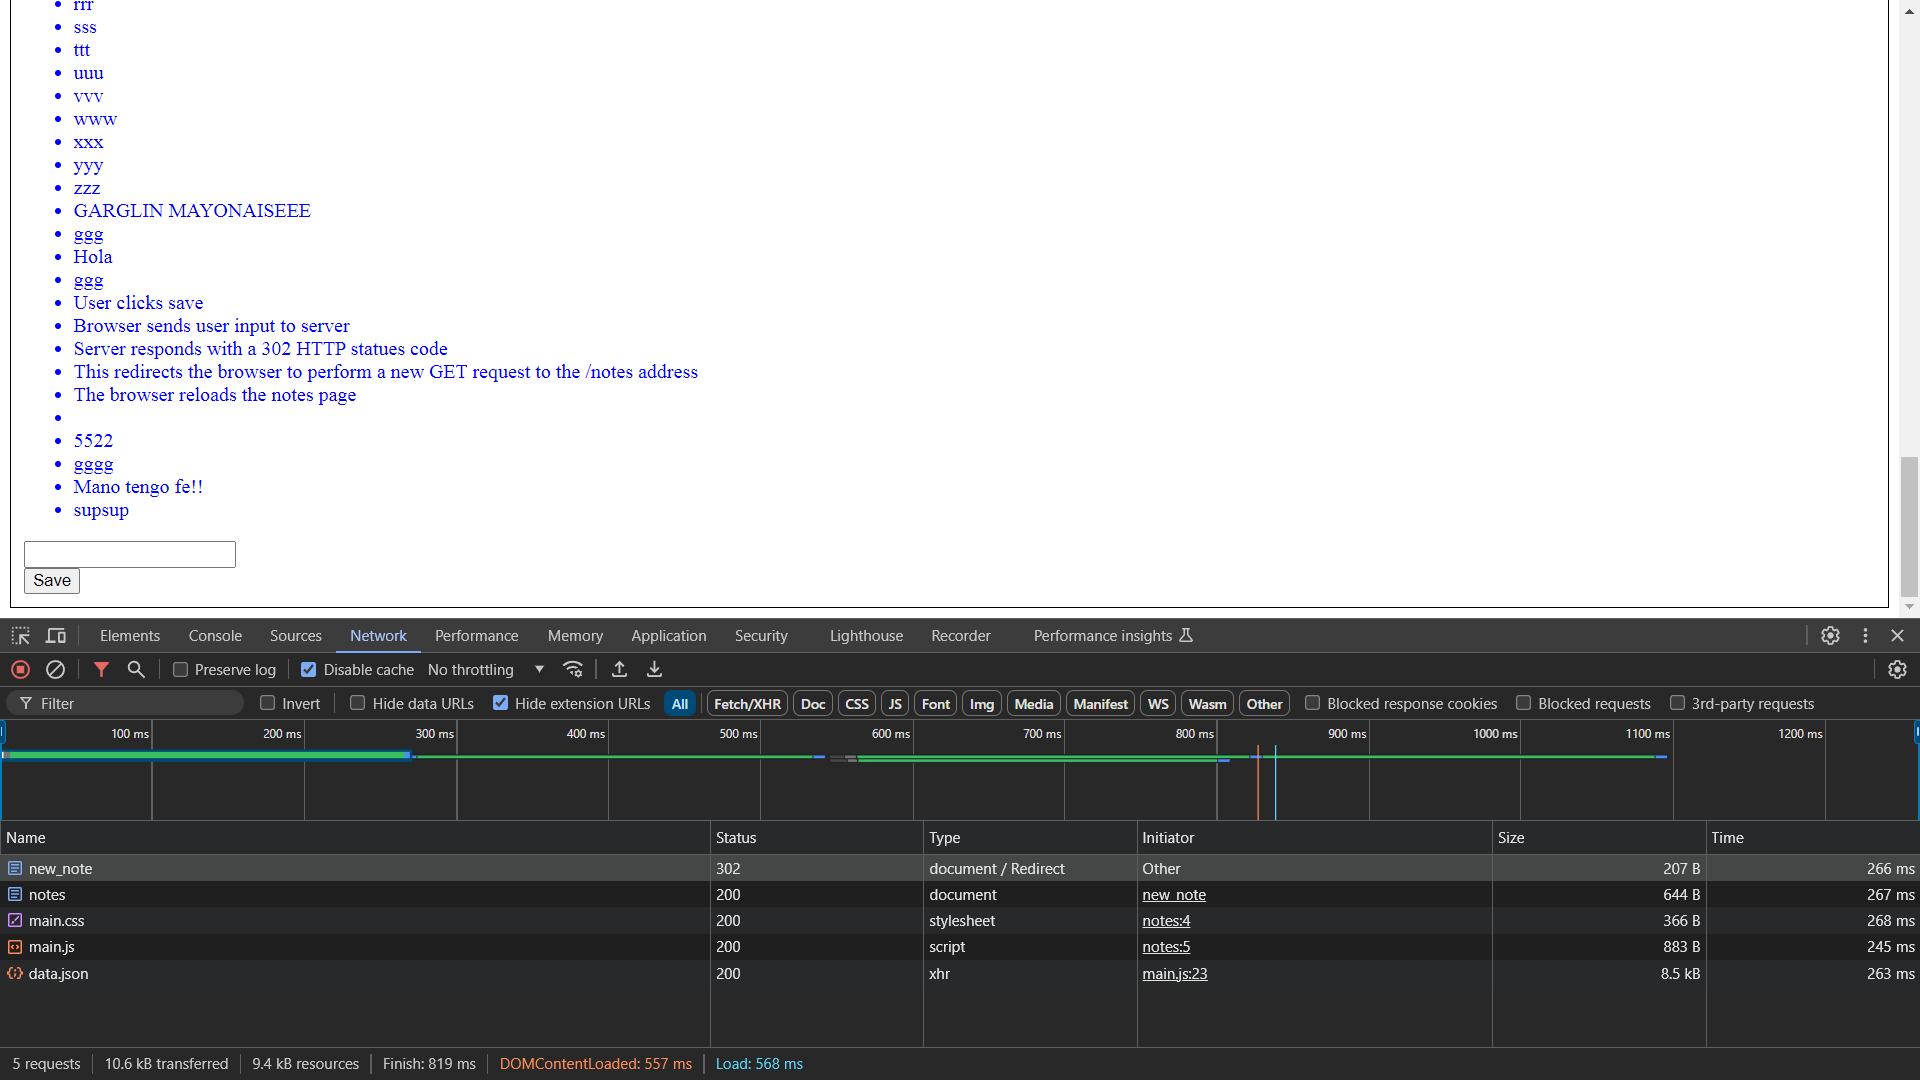 rrr
sss
ttt
uuu
vvv
www
xxx
yyy
zzz
GARGLIN MAYONAISEEE
ggg
Hola
ggg
User clicks save
Browser sends user input to server
Server responds with a 302 HTTP statues code
This redirects the browser to perform a new GET request to the /notes address
The browser reloads the notes page
5522
gggg
Mano tengo fe!!
supsup
Save
Elements Console Sources Network Performance Memory Application Security Lighthouse Recorder Performance insights
Preserve log Disable cache No throttling
Filter Invert Hide data URLs Hide extension URLs All Fetch/XHR Doc CSS JS Font Img Media Manifest WS Wasm Other Blocked response cookies Blocked requests 3rd-party requests
100 ms 200 ms 300 ms 400 ms 500 ms 600 ms 700 ms 800 ms 900 ms 1000 ms 1100 ms 1200 ms
Name Status Type Initiator Size Time
new_note 302 document / Redirect Other 207 B 266 ms
notes 200 document new_note 644 B 267 ms
main.css 200 stylesheet notes:4 366 B 268 ms
main.js 200 script notes:5 883 B 245 ms
data.json 200 xhr main.js:23 8.5 kB 263 ms
5 requests 10.6 kB transferred 9.4 kB resources Finish: 819 ms DOMContentLoaded: 557 ms Load: 568 ms